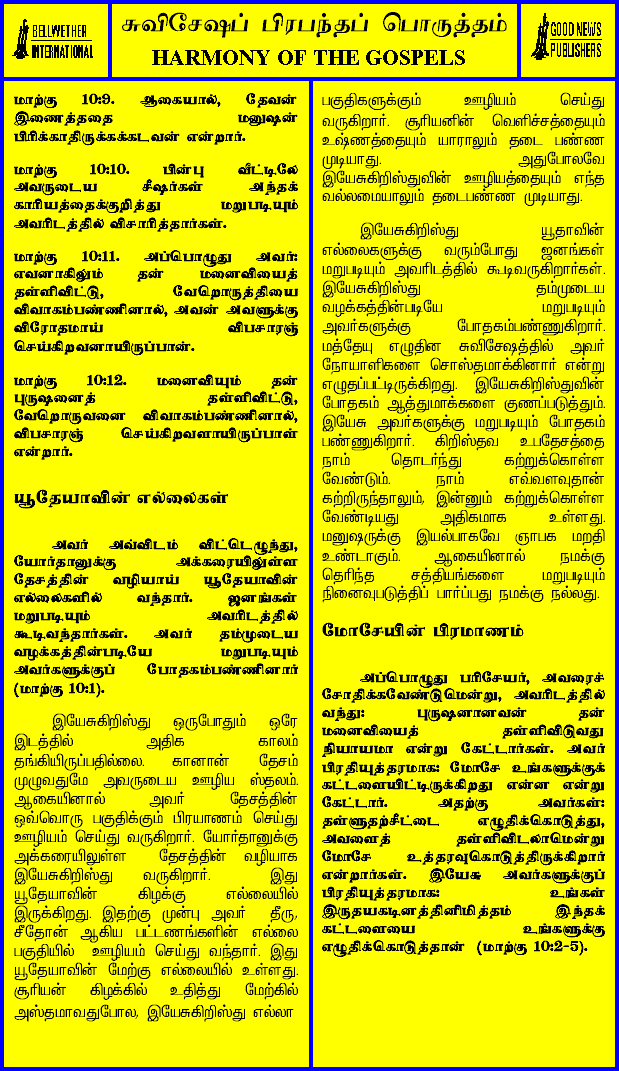 BELLWETHER
INTERNATIONAL
சுவிசேஷப் பிரபந்தப் பொருத்தம்
HARMONY OF THE GOSPELS
GOOD NEWS
PUBLISHERS
மாற்கு 10:9. ஆகையால், தேவன்
இணைத்ததை மனுஷன்
பிரிக்காதிருக்கக்கடவன் என்றார்.
மாற்கு 10:10. பின்பு வீட்டிலே
அவருடைய சீஷர்கள் அந்தக்
காரியத்தைக்குறித்து மறுபடியும்
அவரிடத்தில் விசாரித்தார்கள்.
மாற்கு 10:11. அப்பொழுது அவர்:
எவனாகிலும் தன் மனைவியைத்
தள்ளிவிட்டு, வேறொருத்தியை
விவாகம்பண்ணினால், அவன் அவளுக்கு
விரோதமாய் விபசாரஞ்
செய்கிறவனாயிருப்பான்.
மாற்கு 10:12. மனைவியும் தன்
புருஷனைத் தள்ளிவிட்டு,
வேறொருவனை விவாகம்பண்ணினால்,
விபசாரஞ் செய்கிறவளாயிருப்பாள்
என்றார்.
யூதேயாவின் எல்லைகள்
அவர் அவ்விடம் விட்டெழுந்து,
யோர்தானுக்கு அக்கரையிலுள்ள
தேசத்தின் வழியாய் யூதேயாவின்
எல்லைகளில் வந்தார். ஜனங்கள்
மறுபடியும் அவரிடத்தில்
கூடிவந்தார்கள். அவர் தம்முடைய
வழக்கத்தின்படியே மறுபடியும்
அவர்களுக்குப் போதகம்பண்ணினார்
(மாற்கு 10:1).
இயேசுகிறிஸ்து ஒருபோதும் ஒரே
இடத்தில் அதிக காலம்
தங்கியிருப்பதில்லை. கானான் தேசம்
முழுவதுமே அவருடைய ஊழிய ஸ்தலம்.
ஆகையினால் அவர் தேசத்தின்
ஒவ்வொரு பகுதிக்கும் பிரயாணம் செய்து
ஊழியம் செய்து வருகிறார். யோர்தானுக்கு
அக்கரையிலுள்ள தேசத்தின் வழியாக
இயேசுகிறிஸ்து வருகிறார். இது
யூதேயாவின் கிழக்கு எல்லையில்
இருக்கிறது. இதற்கு முன்பு அவர் தீரு,
சீதோன் ஆகிய பட்டணங்களின் எல்லை
பகுதியில் ஊழியம் செய்து வந்தார். இது
யூதேயாவின் மேற்கு எல்லையில் உள்ளது.
சூரியன் கிழக்கில் உதித்து மேற்கில்
அஸ்தமாவதுபோல, இயேசுகிறிஸ்து எல்லா
பகுதிகளுக்கும் ஊழியம் செய்து
வருகிறார். சூரியனின் வெளிச்சத்தையும்
உஷ்ணத்தையும் யாராலும் தடை பண்ண
முடியாது. அதுபோலவே
இயேசுகிறிஸ்துவின் ஊழியத்தையும் எந்த
வல்லமையாலும் தடைபண்ண முடியாது.
இயேசுகிறிஸ்து யூதாவின்
எல்லைகளுக்கு வரும்போது ஜனங்கள்
மறுபடியும் அவரிடத்தில் கூடிவருகிறார்கள்.
இயேசுகிறிஸ்து தம்முடைய
வழக்கத்தின்படியே மறுபடியும்
அவர்களுக்கு போதகம்பண்ணுகிறார்.
மத்தேயு எழுதின சுவிசேஷத்தில் அவர்
நோயாளிகளை சொஸ்தமாக்கினார் என்று
எழுதப்பட்டிருக்கிறது. இயேசுகிறிஸ்துவின்
போதகம் ஆத்துமாக்களை குணப்படுத்தும்.
இயேசு அவர்களுக்கு மறுபடியும் போதகம்
பண்ணுகிறார். கிறிஸ்தவ உபதேசத்தை
நாம் தொடர்ந்து கற்றுக்கொள்ள
வேண்டும். நாம் எவ்வளவுதான்
கற்றிருந்தாலும், இன்னும் கற்றுக்கொள்ள
வேண்டியது அதிகமாக உள்ளது.
மனுஷருக்கு இயல்பாகவே ஞாபக மறதி
உண்டாகும். ஆகையினால் நமக்கு
தெரிந்த சத்தியங்களை மறுபடியும்
நினைவுபடுத்திப் பார்ப்பது நமக்கு நல்லது.
மோசேயின் பிரமாணம்
அப்பொழுது பரிசேயர், அவரைச்
சோதிக்கவேண்டுமென்று, அவரிடத்தில்
வந்து: புருஷனானவன் தன்
மனைவியைத் தள்ளிவிடுவது
நியாயமா என்று கேட்டார்கள். அவர்
பிரதியுத்தரமாக: மோசே உங்களுக்குக்
கட்டளையிட்டிருக்கிறது என்ன என்று
கேட்டார். அதற்கு அவர்கள்:
தள்ளுதற்சீட்டை எழுதிக்கொடுத்து,
அவளைத் தள்ளிவிடலாமென்று
மோசே உத்தரவுகொடுத்திருக்கிறார்
என்றார்கள். இயேசு அவர்களுக்குப்
பிரதியுத்தரமாக: உங்கள்
இருதயகடினத்தினிமித்தம் இந்தக்
கட்டளையை உங்களுக்கு
எழுதிக்கொடுத்தான் (மாற்கு 10:2-5).